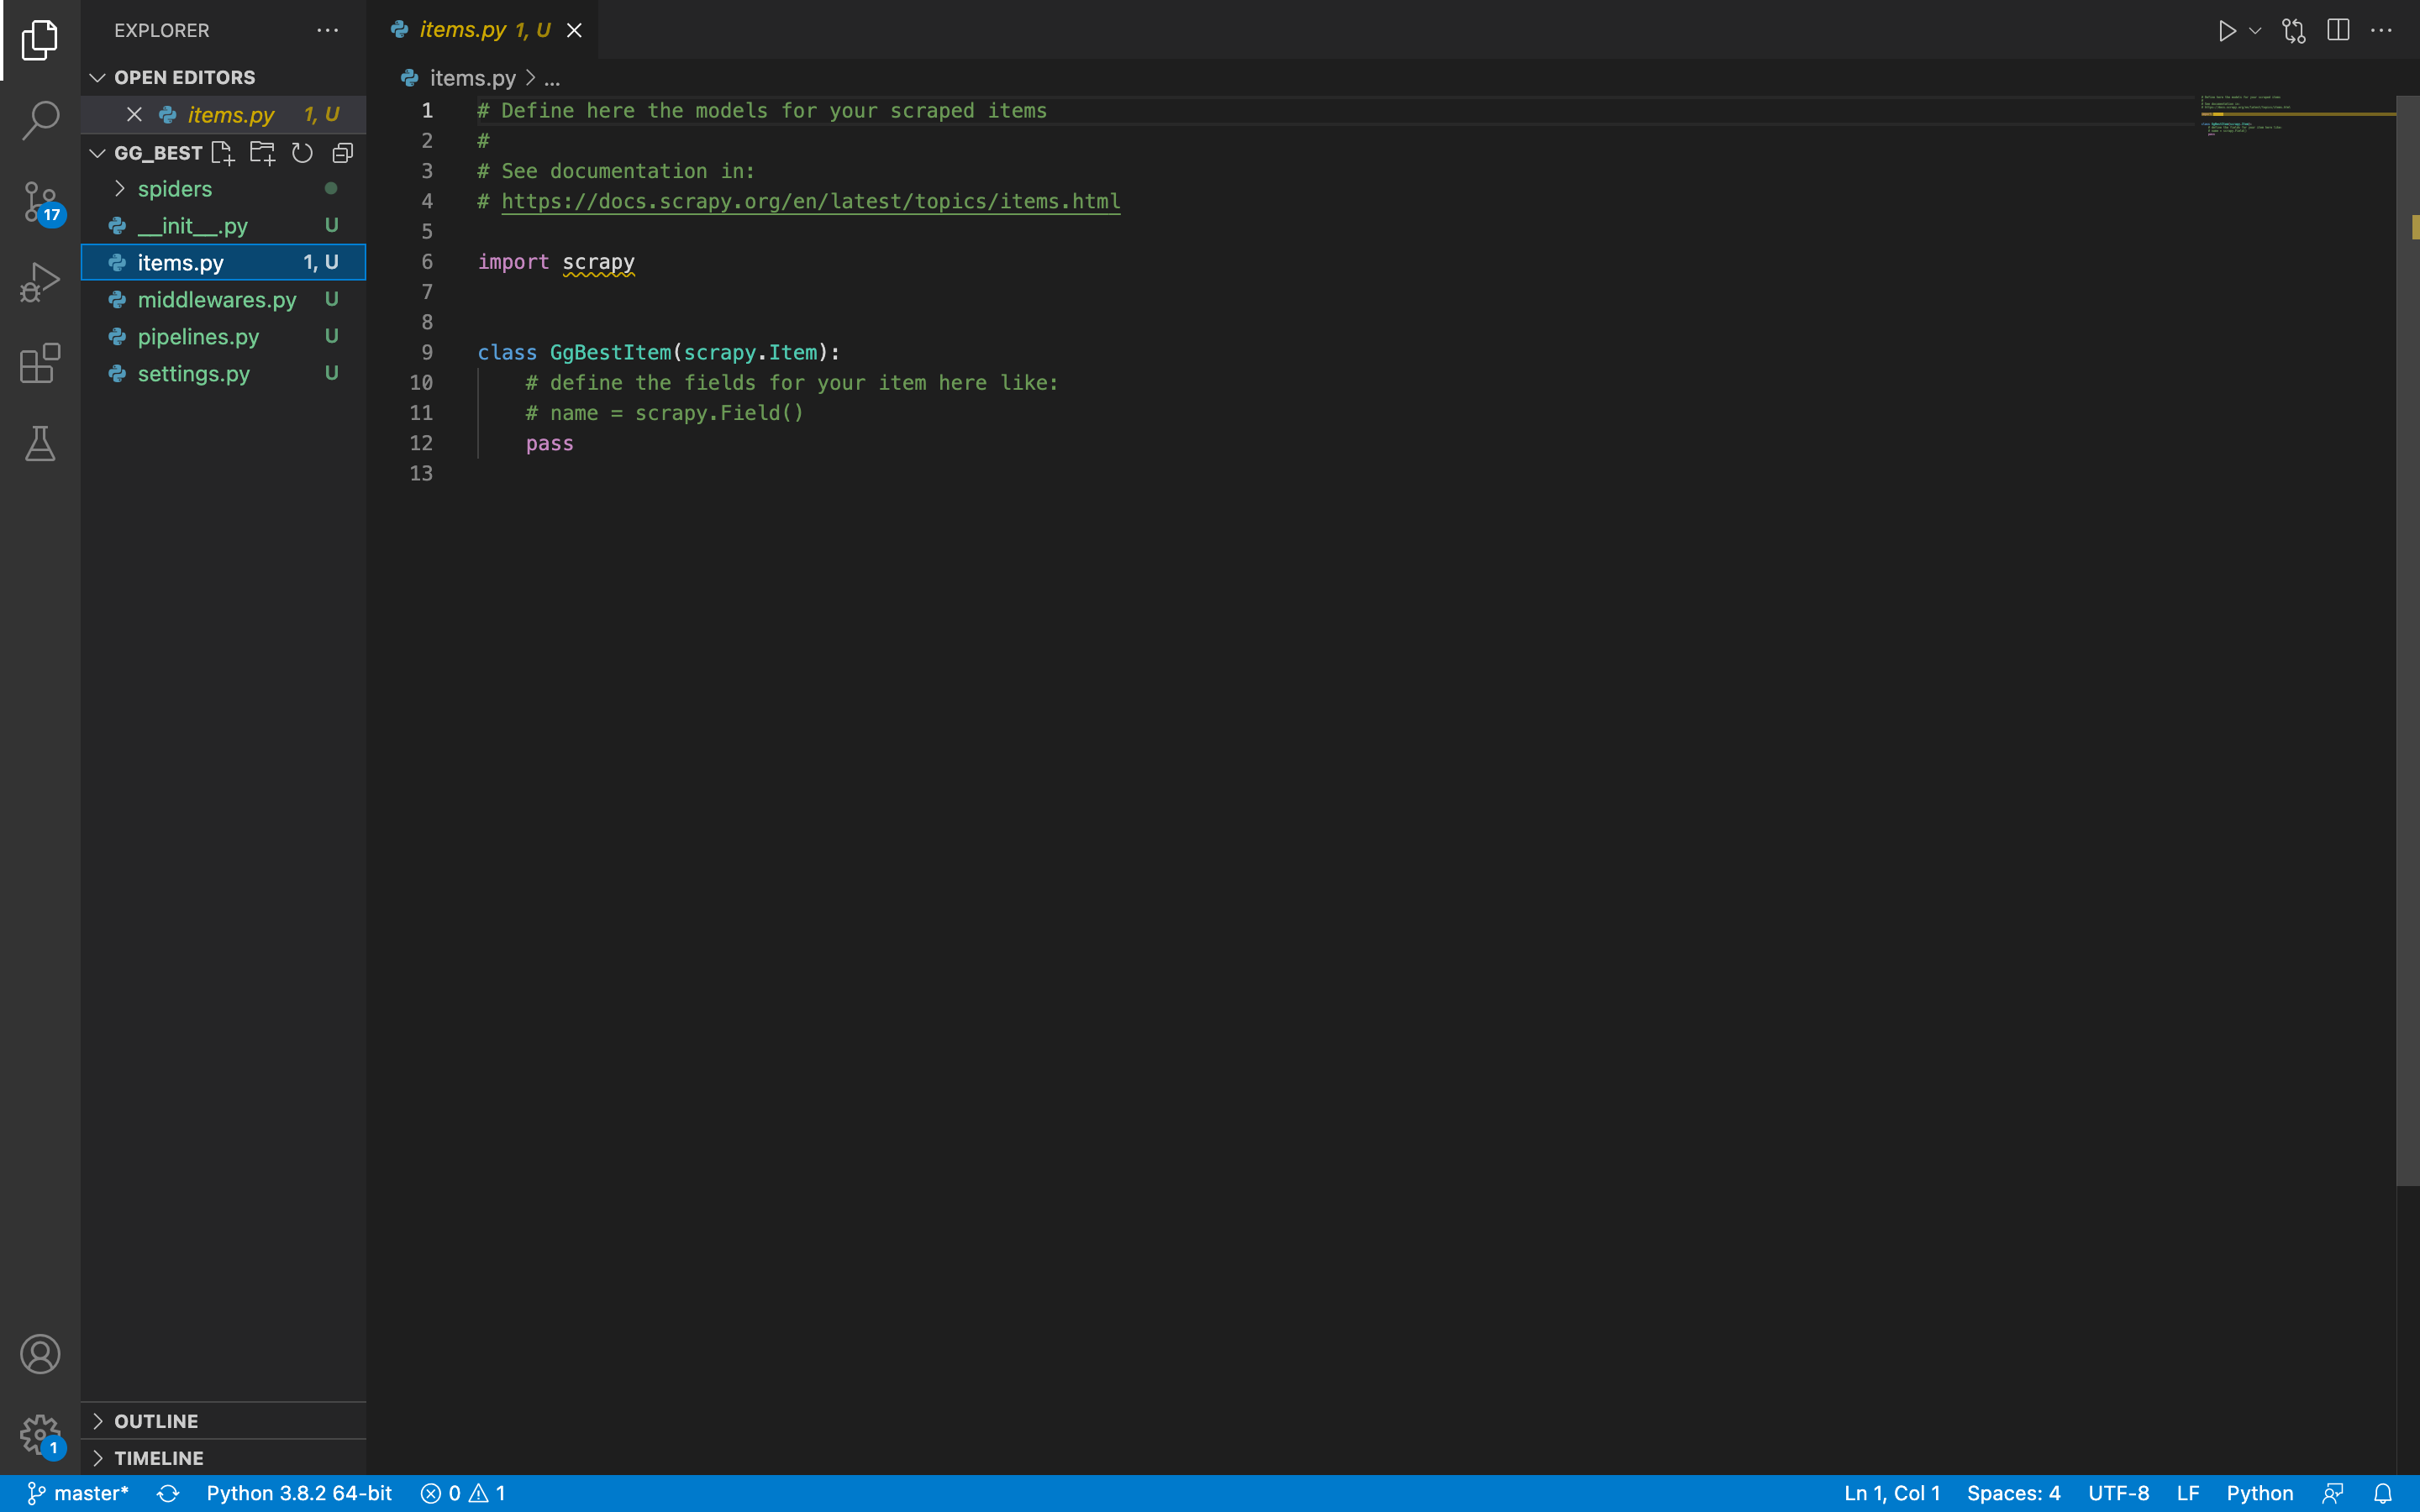 EXPLORER
OPEN EDITORS
items.py 1, U
GG_BEST
spiders
__init__.py U
items.py 1, U
middlewares.py U
pipelines.py U
settings.py U
OUTLINE
TIMELINE
17
1
items.py 1, U
items.py > ...
1 # Define here the models for your scraped items
2 #
3 # See documentation in:
4 # https://docs.scrapy.org/en/latest/topics/items.html
5
6 import scrapy
7
8
9 class GgBestItem(scrapy.Item):
10 # define the fields for your item here like:
11 # name = scrapy.Field()
12 pass
13
master* Python 3.8.2 64-bit 0 1 Ln 1, Col 1 Spaces: 4 UTF-8 LF Python